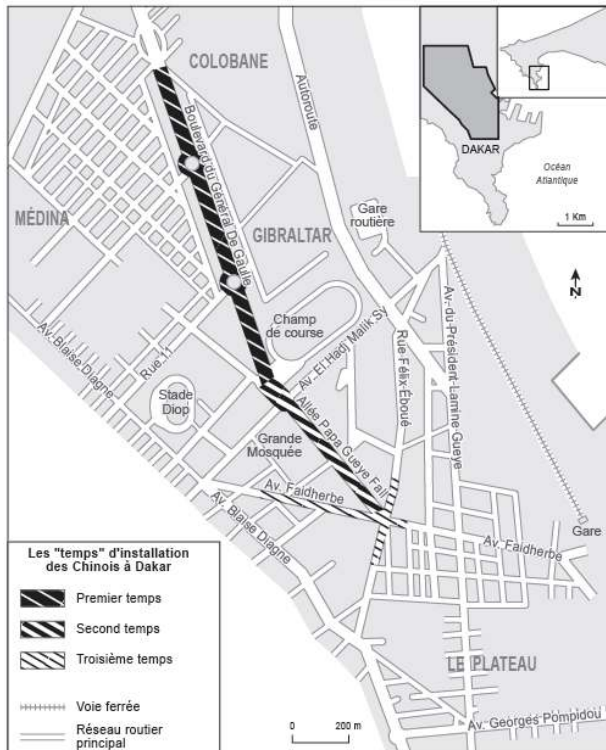 COLOBANE
Autoroute
Boulevard du Général De Gaulle
DAKAR
Océan
Atlantique
1 Km
MÉDINA
GIBRALTAR
Gare
routière
N
Champ
de course
Av. El Hadj Malik Sy
Rue Félix Éboué
Av. du Président Lamine Gueye
Av. Blaise Diagne
Rue 11
Stade
Diop
Allée Papa Gueye Fall
Grande
Mosquée
Av. Faidherbe
Av. Blaise Diagne
Av. Faidherbe
Gare
Les "temps" d'installation
des Chinois à Dakar
Premier temps
Second temps
Troisième temps
Voie ferrée
Réseau routier
principal
LE PLATEAU
0 200 m
Av. Georges Pompidou